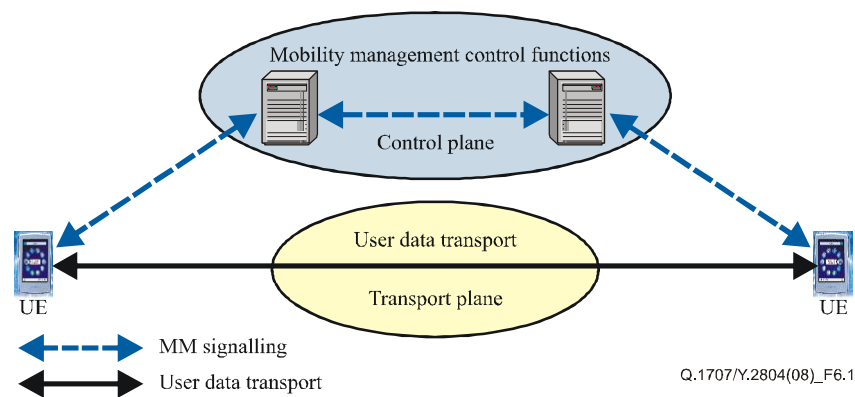 Mobility management control functions
Control plane
User data transport
Transport plane
UE
UE
MM signalling
User data transport
Q.1707/Y.2804(08)_F6.1